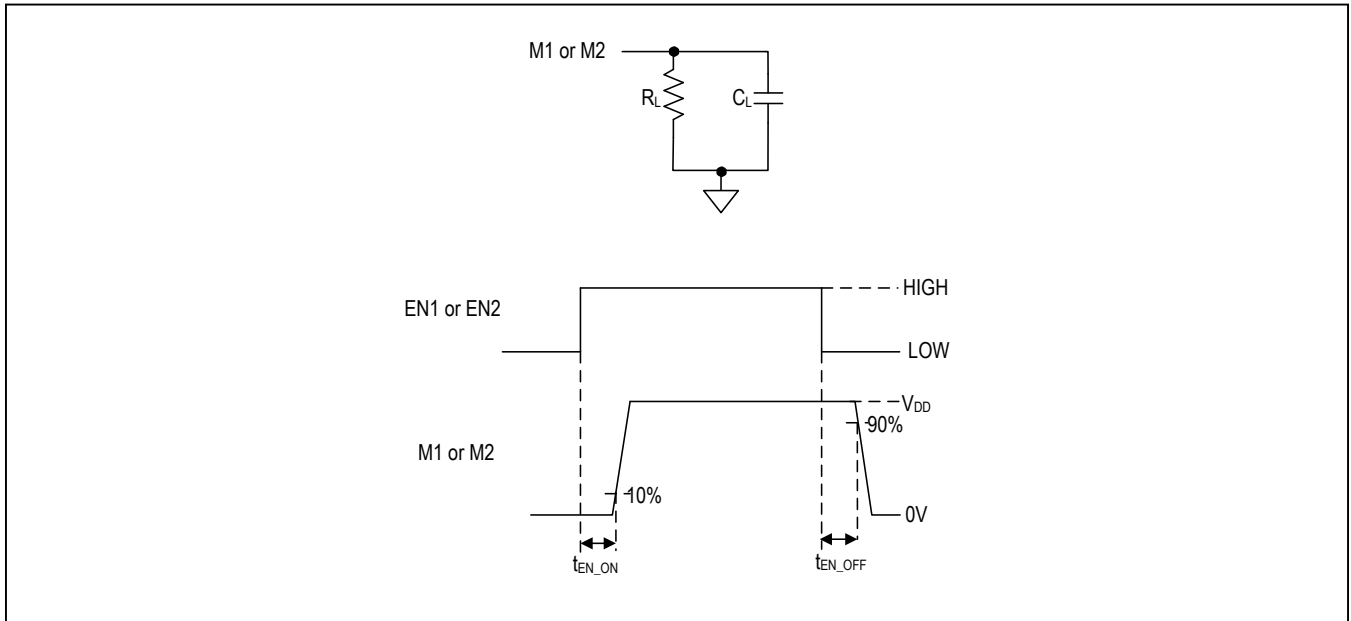 M1 or M2
RL
CL
EN1 or EN2
HIGH
LOW
M1 or M2
VDD
90%
10%
0V
tEN_ON
tEN_OFF